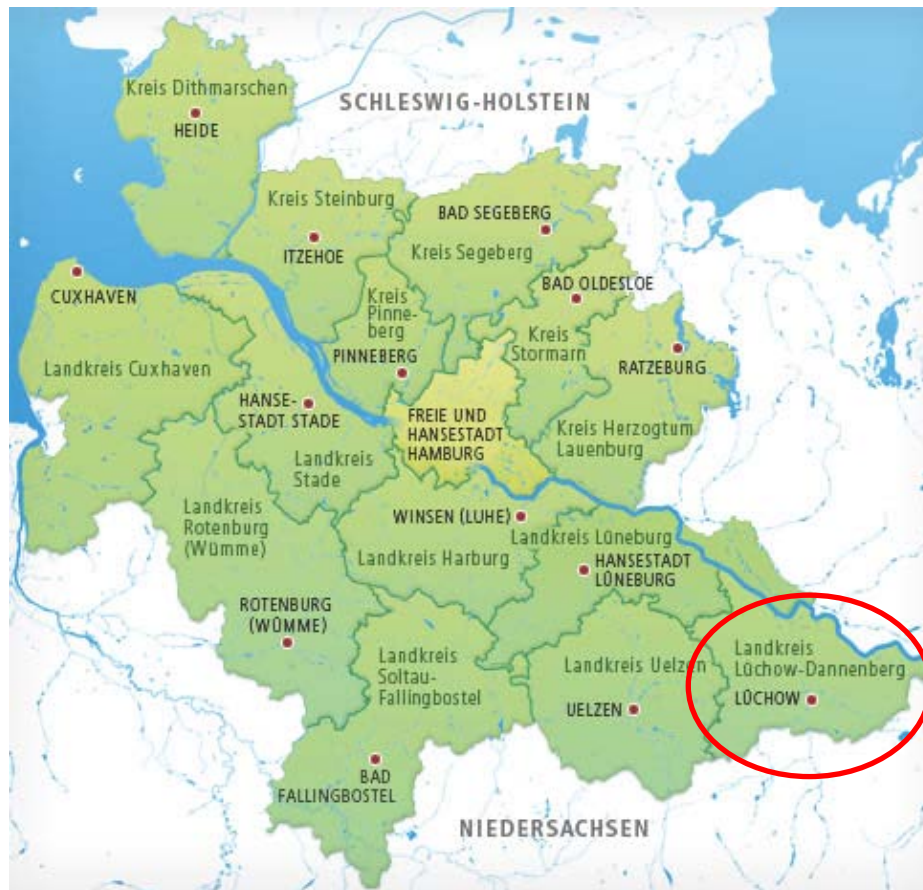 Kreis Dithmarschen
HEIDE
SCHLESWIG-HOLSTEIN
Kreis Steinburg
ITZEHOE
BAD SEGEBERG
Kreis Segeberg
CUXHAVEN
Landkreis Cuxhaven
Kreis
Pinne-
berg
PINNEBERG
BAD OLDESLOE
Kreis
Stormarn
RATZEBURG
HANSE-
STADT STADE
Landkreis
Stade
FREIE UND
HANSESTADT
HAMBURG
Kreis Herzogtum
Lauenburg
Landkreis
Rotenburg
(Wümme)
WINSEN (LUHE)
Landkreis Harburg
Landkreis Lüneburg
HANSESTADT
LÜNEBURG
ROTENBURG
(WÜMME)
Landkreis
Soltau-
Fallingbostel
Landkreis Uelzen
UELZEN
Landkreis
Lüchow-Dannenberg
LÜCHOW
BAD
FALLINGBOSTEL
NIEDERSACHSEN